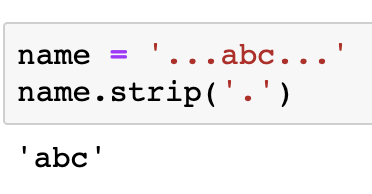 name = '...abc...'
name.strip('.')
'abc'